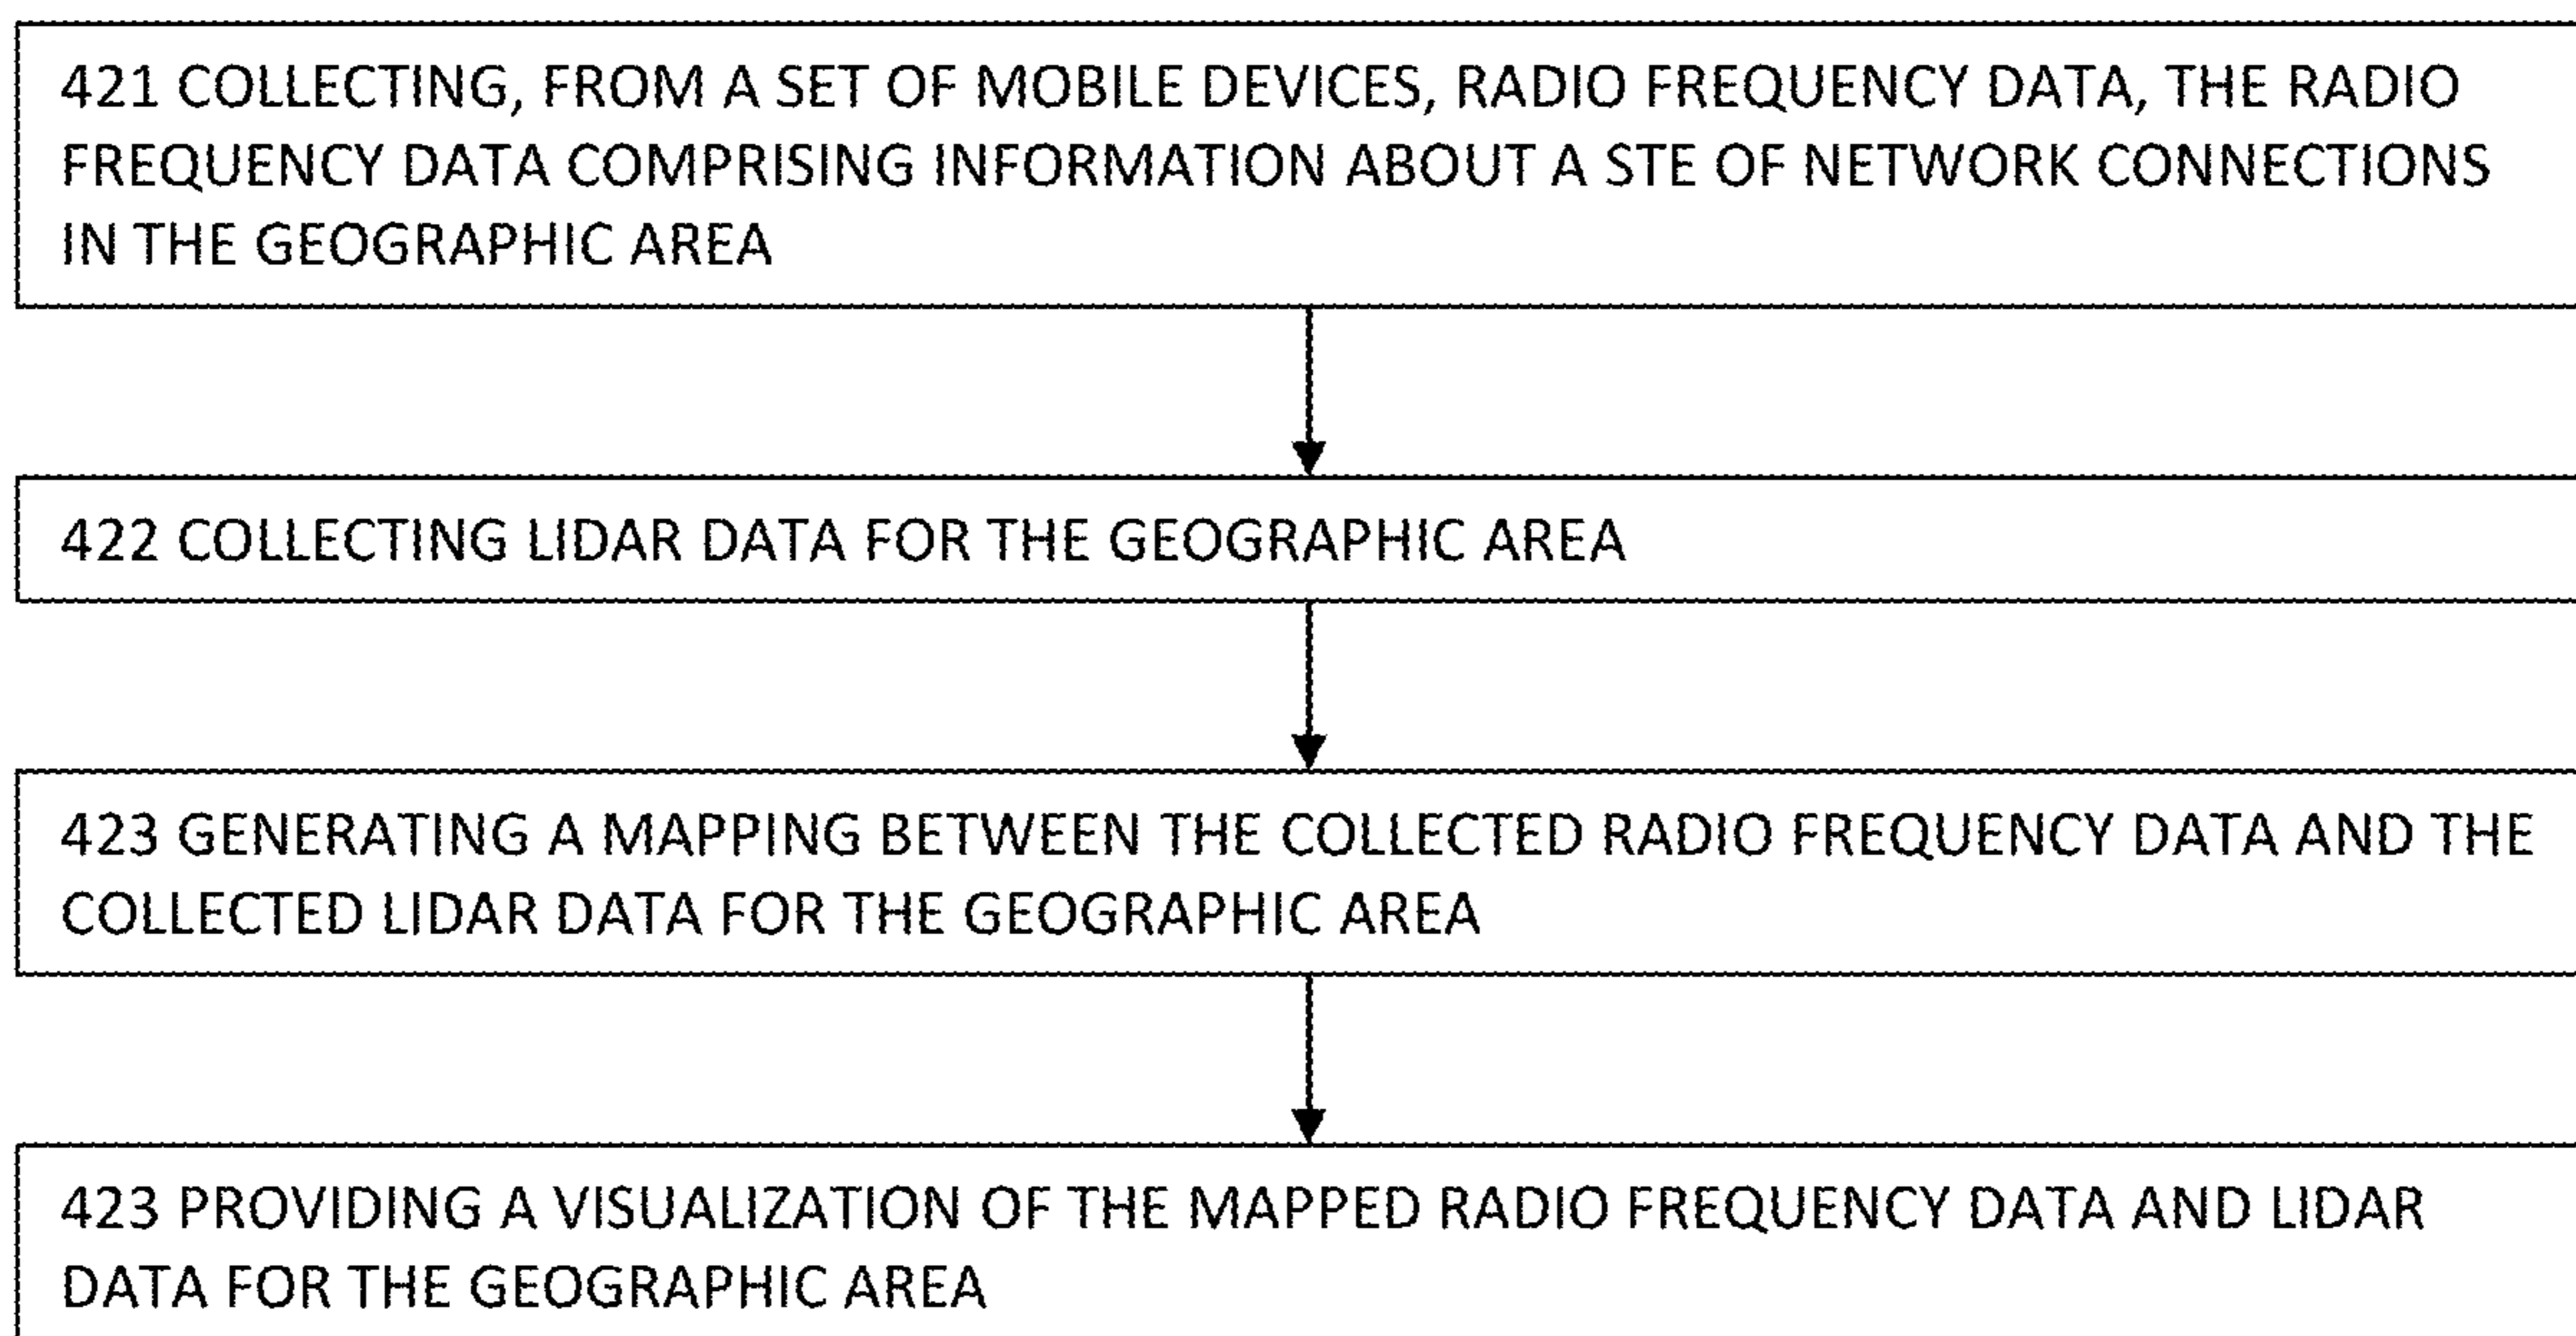 421 COLLECTING, FROM A SET OF MOBILE DEVICES, RADIO FREQUENCY DATA, THE RADIO
FREQUENCY DATA COMPRISING INFORMATION ABOUT A STE OF NETWORK CONNECTIONS
IN THE GEOGRAPHIC AREA
422 COLLECTING LIDAR DATA FOR THE GEOGRAPHIC AREA
423 GENERATING A MAPPING BETWEEN THE COLLECTED RADIO FREQUENCY DATA AND THE
COLLECTED LIDAR DATA FOR THE GEOGRAPHIC AREA
423 PROVIDING A VISUALIZATION OF THE MAPPED RADIO FREQUENCY DATA AND LIDAR
DATA FOR THE GEOGRAPHIC AREA